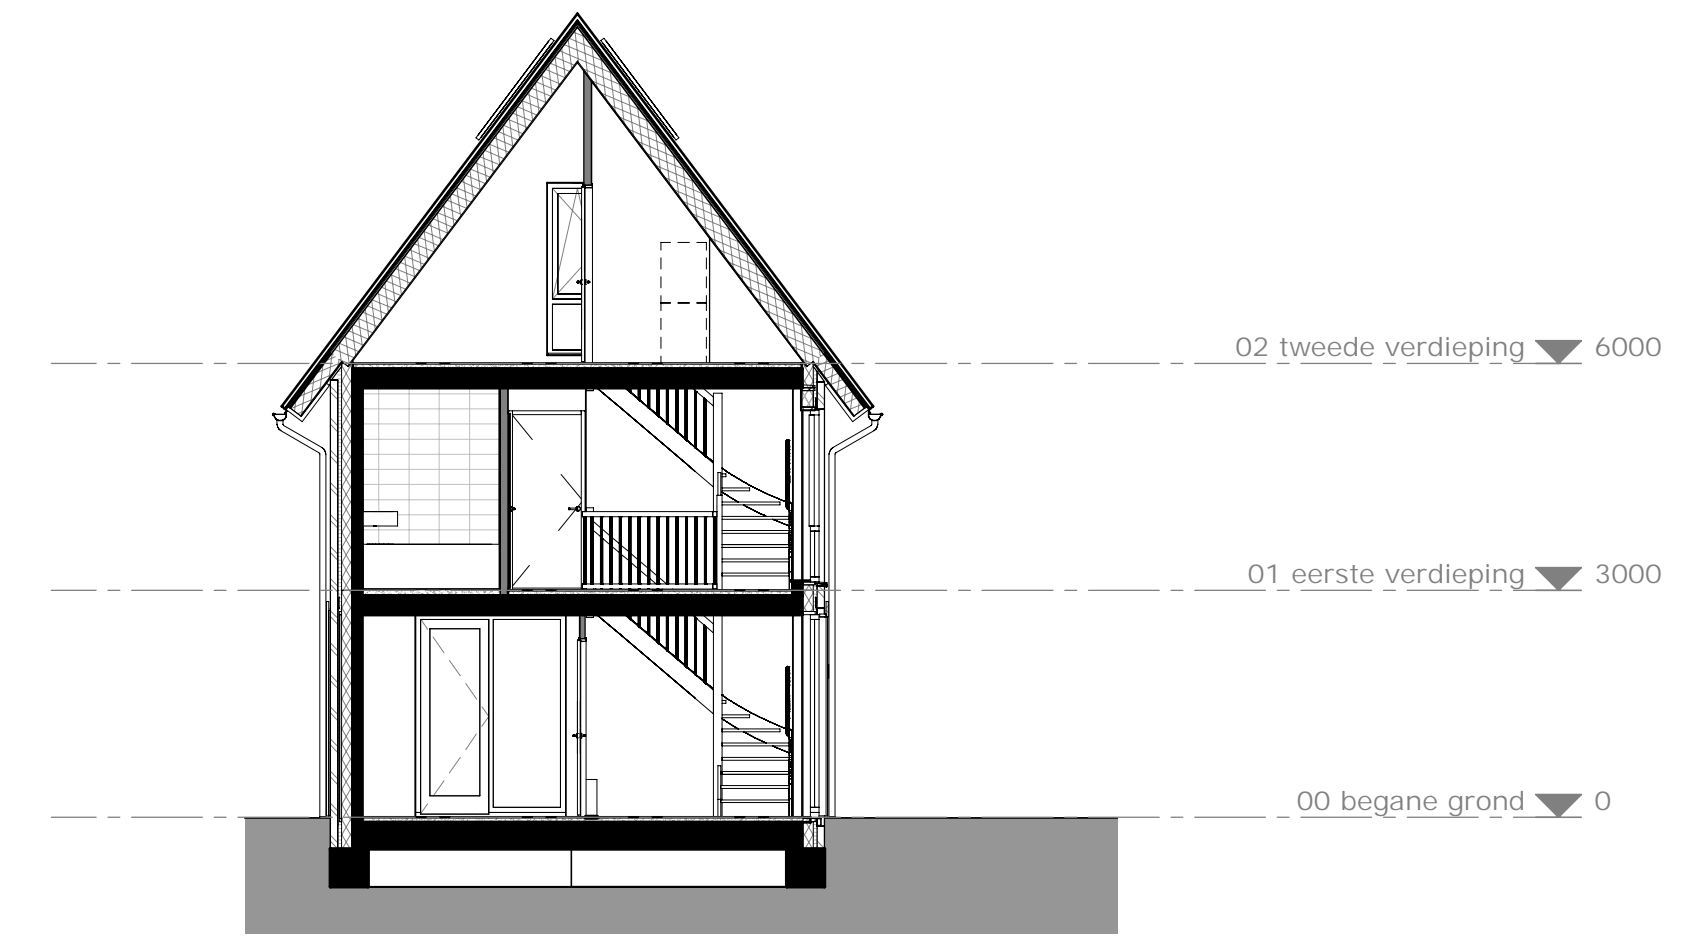 02 tweede verdieping 6000
01 eerste verdieping 3000
00 begane grond 0